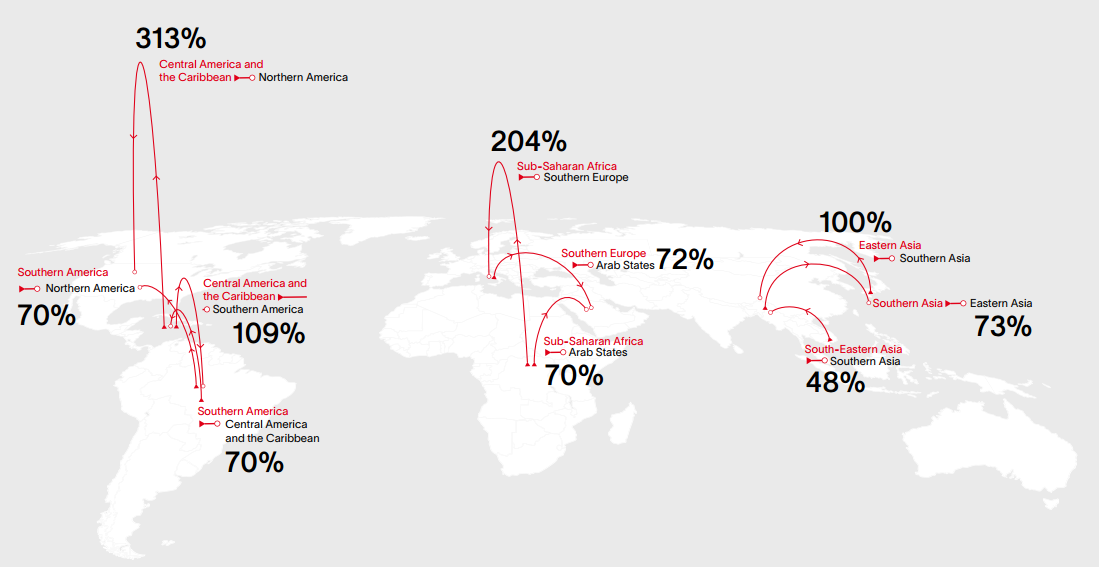 313%
Central America and
the Caribbean Northern America
204%
Sub-Saharan Africa
Southern Europe
100%
Eastern Asia
Southern Asia
Southern Europe
Arab States 72%
Southern America
Northern America
70%
Central America and
the Caribbean
Southern America
109%
Southern Asia Eastern Asia
73%
Sub-Saharan Africa
Arab States
70%
South-Eastern Asia
Southern Asia
48%
Southern America
Central America
and the Caribbean
70%